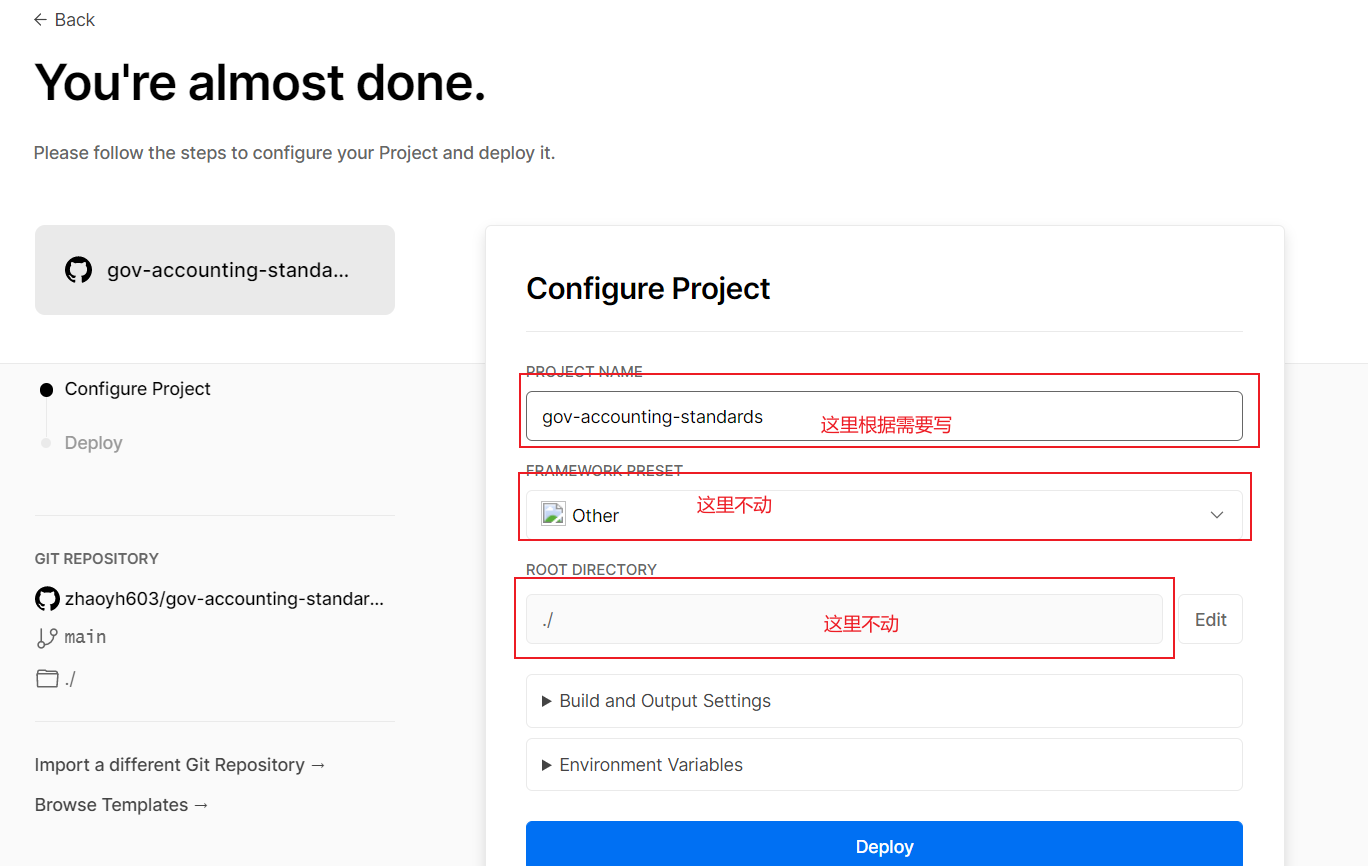 ← Back
You're almost done.
Please follow the steps to configure your Project and deploy it.
gov-accounting-standa...
Configure Project
Deploy
GIT REPOSITORY
zhaoyh603/gov-accounting-standar...
main
./
Import a different Git Repository →
Browse Templates →
Configure Project
PROJECT NAME
gov-accounting-standards 这里根据需要写
FRAMEWORK PRESET
Other 这里不动
ROOT DIRECTORY
./ 这里不动 Edit
Build and Output Settings
Environment Variables
Deploy